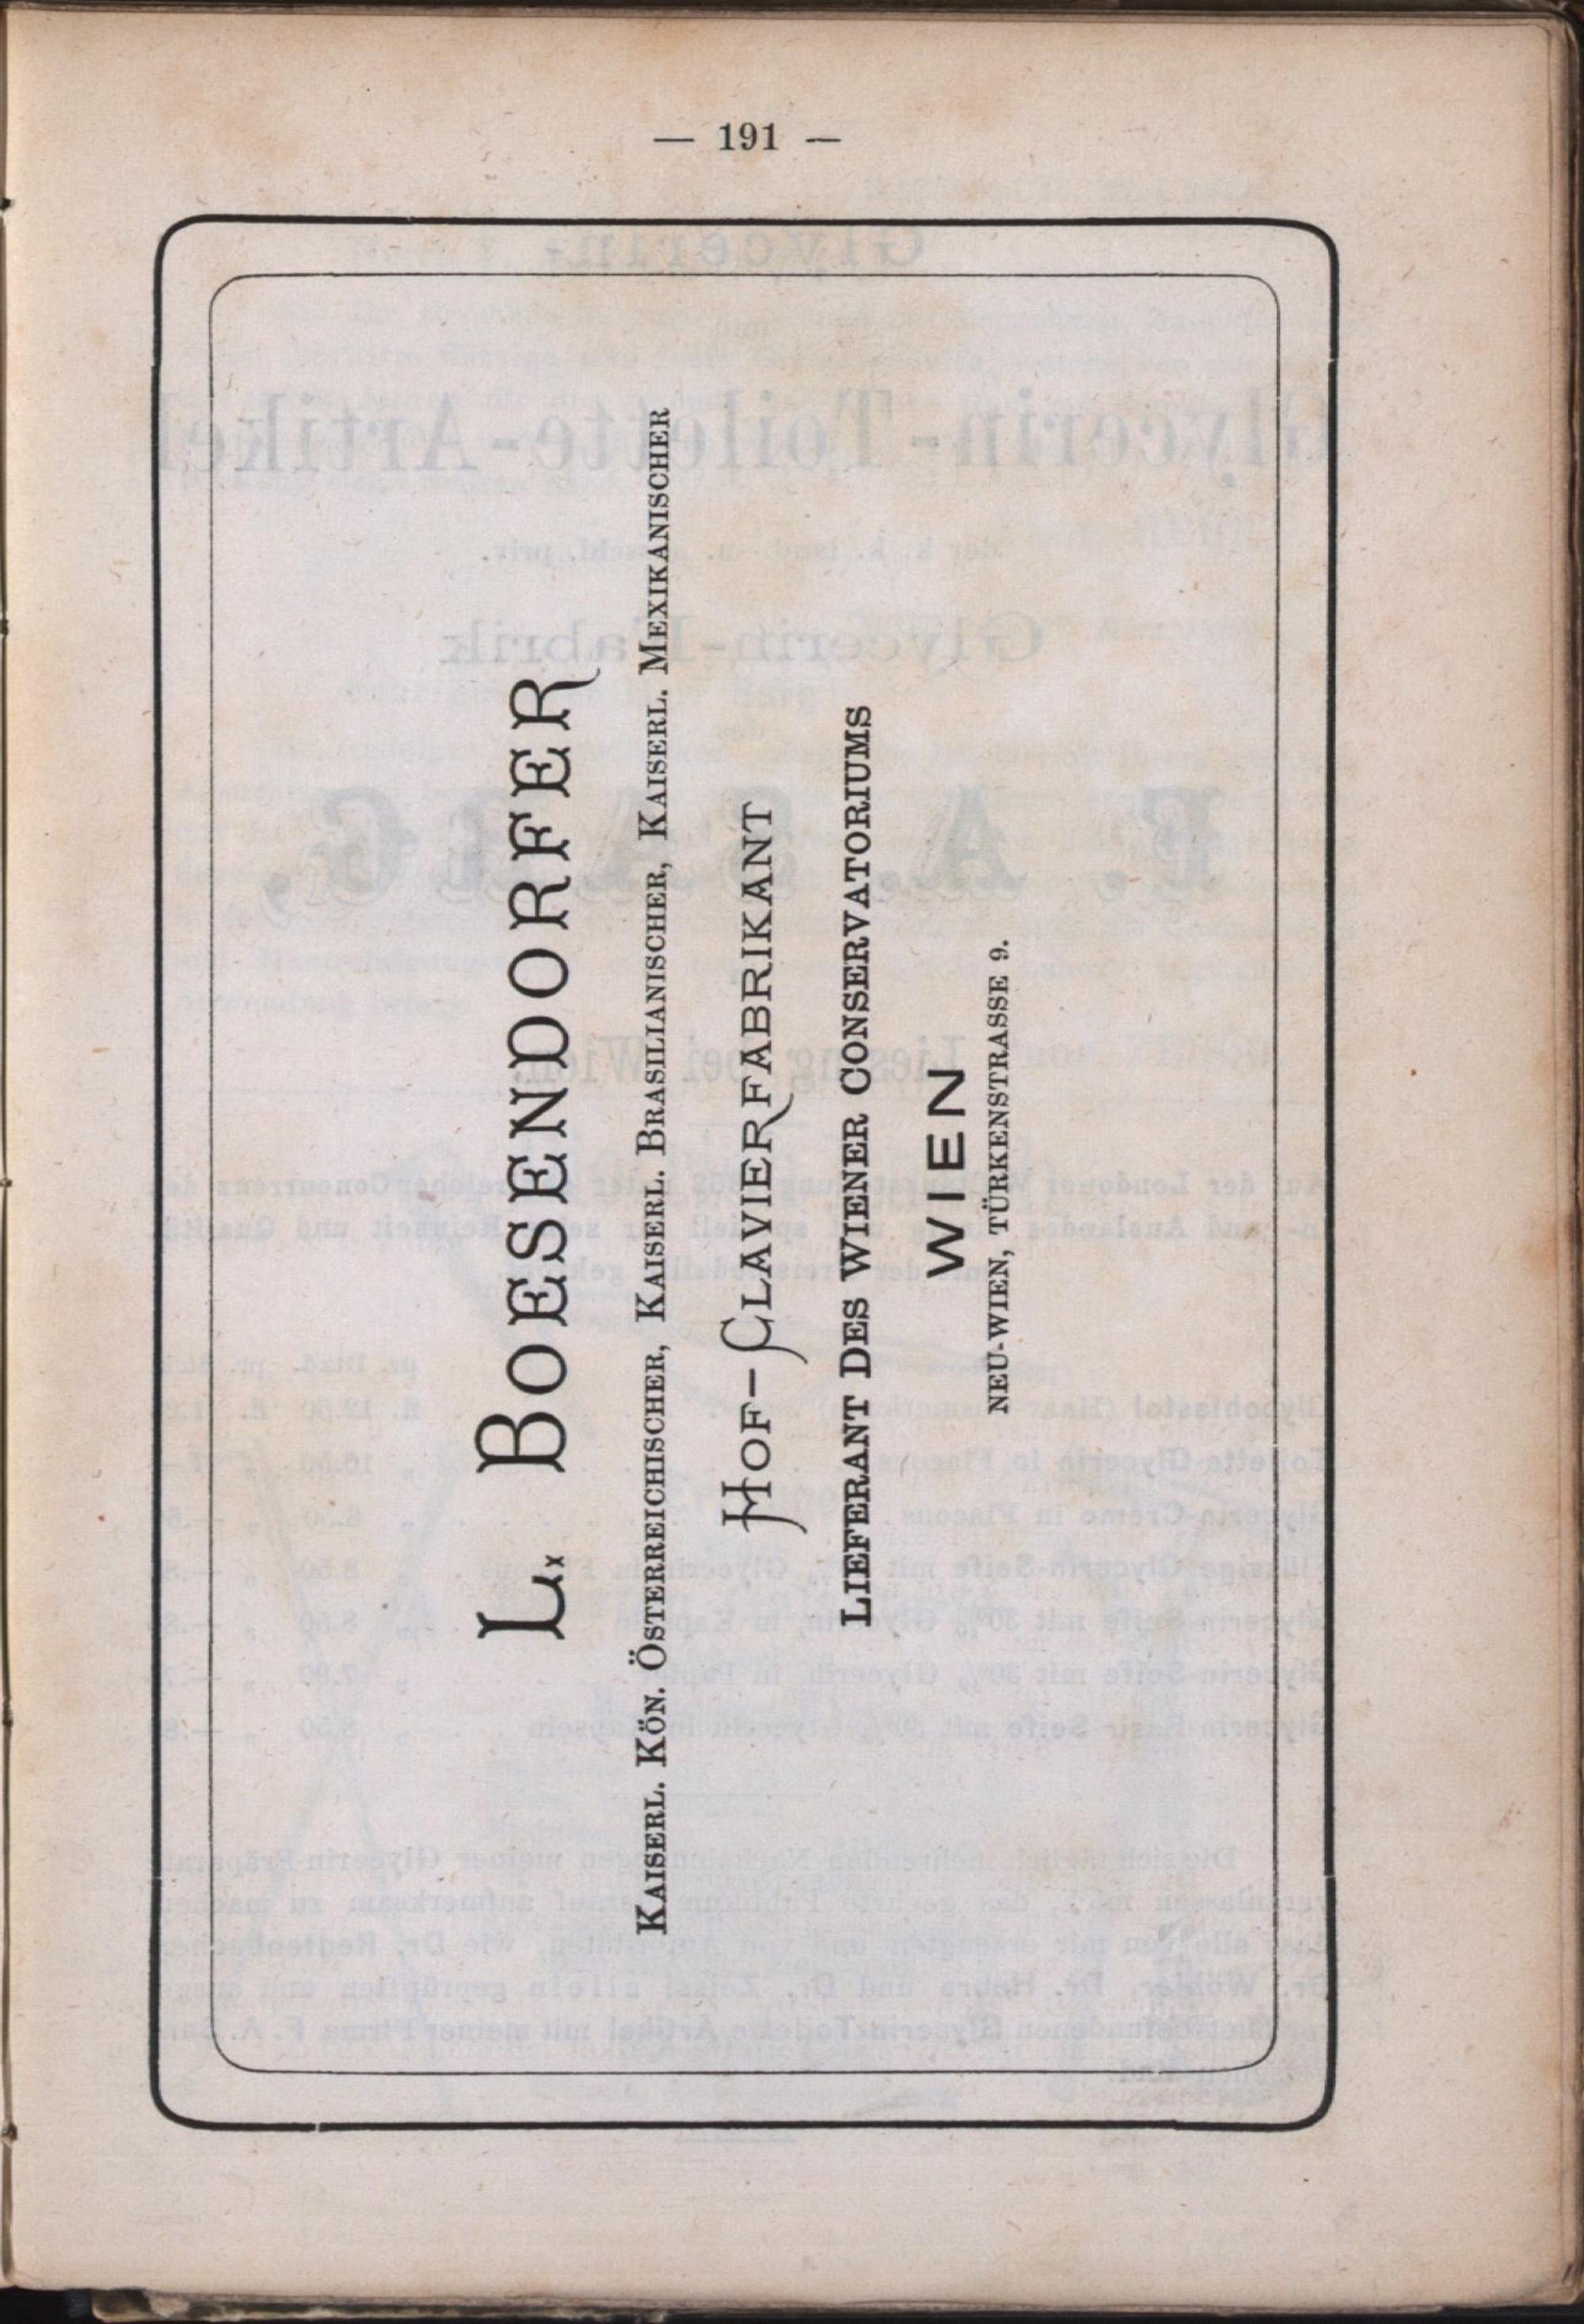 — 191 —
L. BOESENDORFER
KAISERL. KÖN. ÖSTERREICHISCHER, KAISERL. BRASILIANISCHER, KAISERL. MEXIKANISCHER
HOF-CLAVIERFABRIKANT
LIEFERANT DES WIENER CONSERVATORIUMS
WIEN
NEU-WIEN, TÜRKENSTRASSE 9.